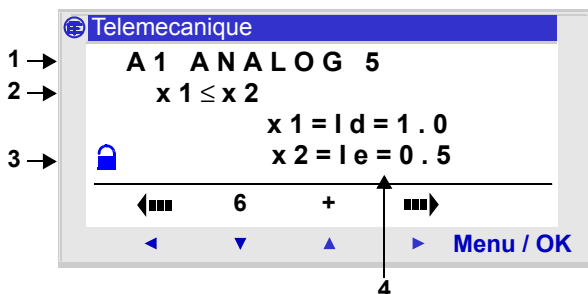 Telemecanique
1
A1 ANALOG 5
2
x1 ≤ x2
x1 = Id = 1.0
3
x2 = Ie = 0.5
6 +
Menu / OK
4